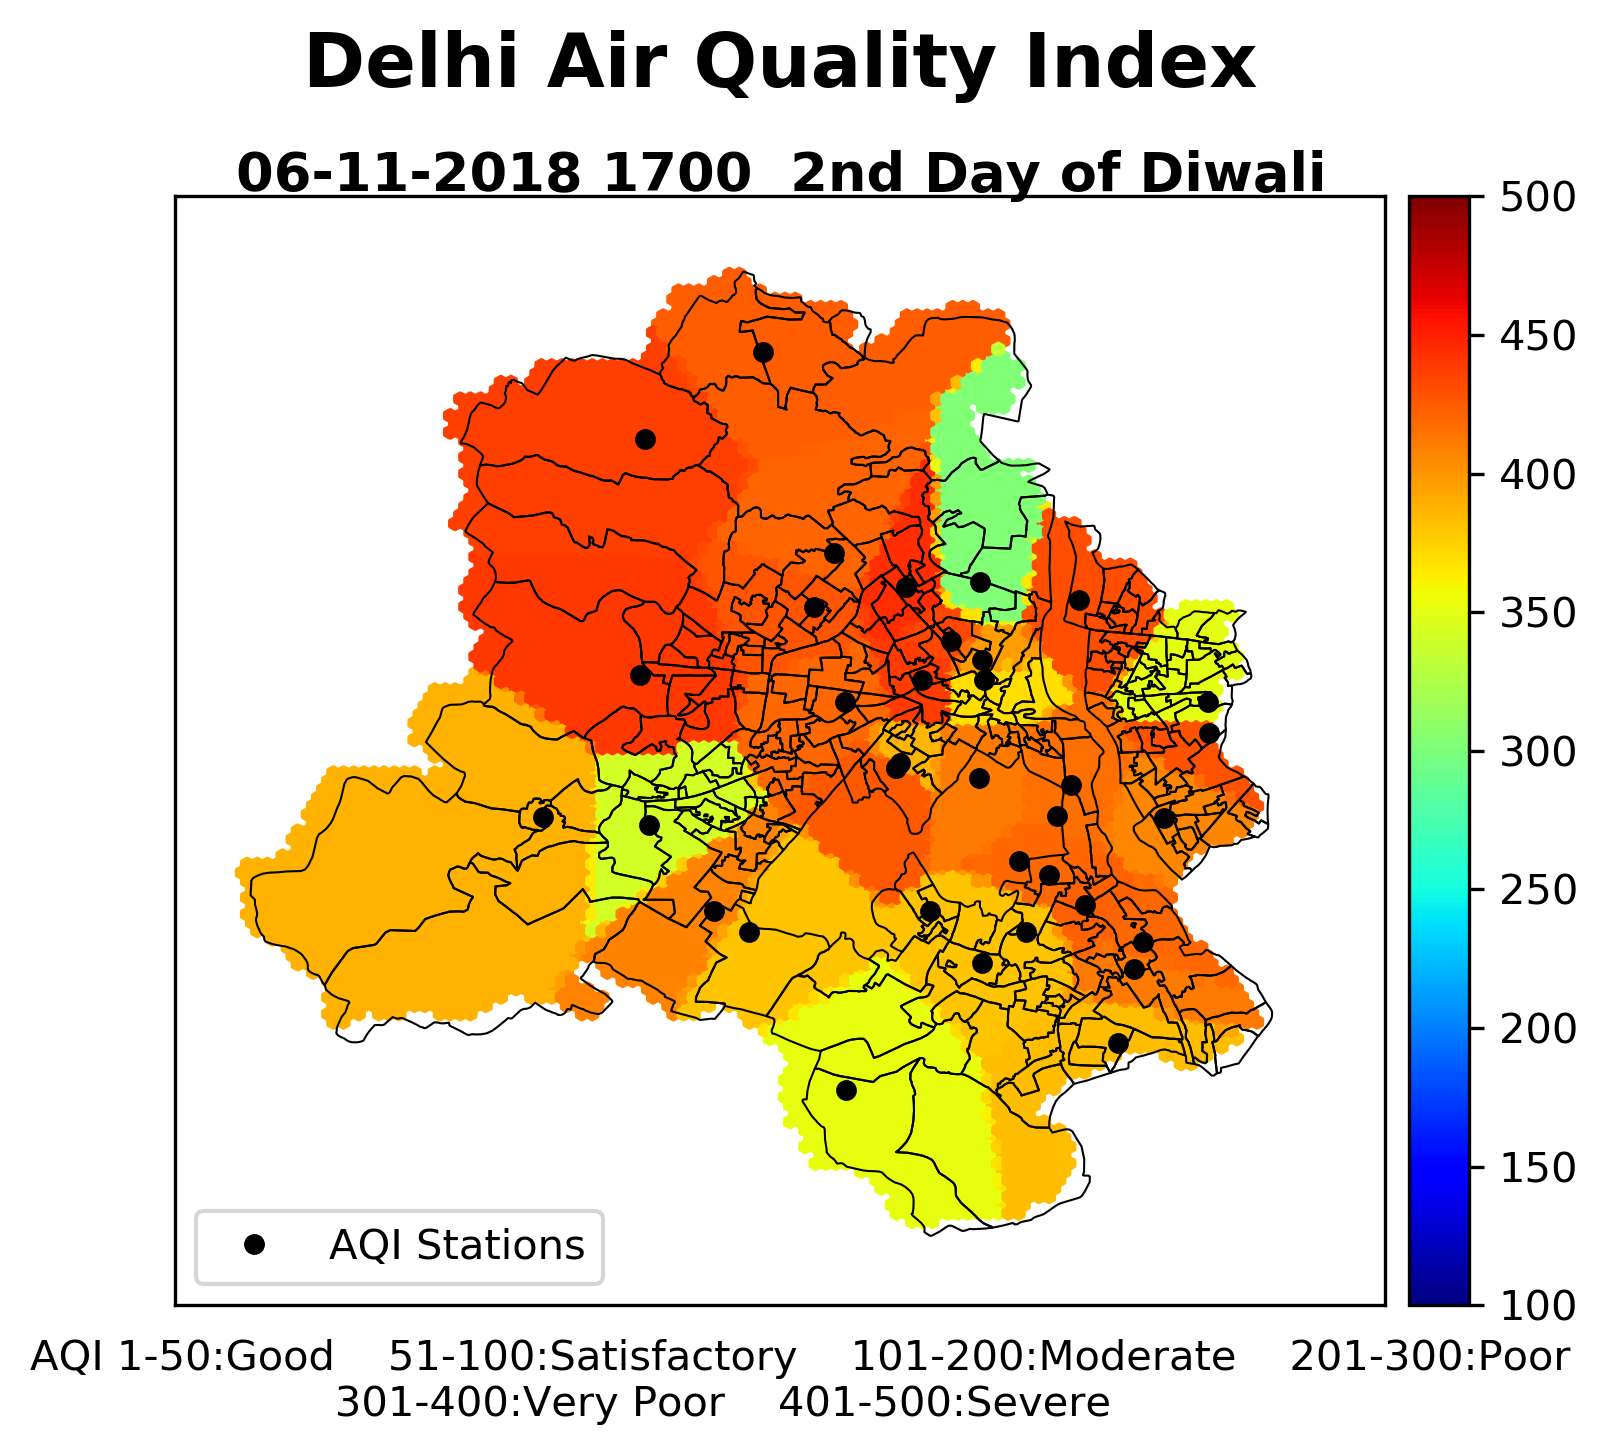 Delhi Air Quality Index
06-11-2018 1700 2nd Day of Diwali
500
450
400
350
300
250
200
150
100
AQI Stations
AQI 1-50:Good 51-100:Satisfactory 101-200:Moderate 201-300:Poor
301-400:Very Poor 401-500:Severe